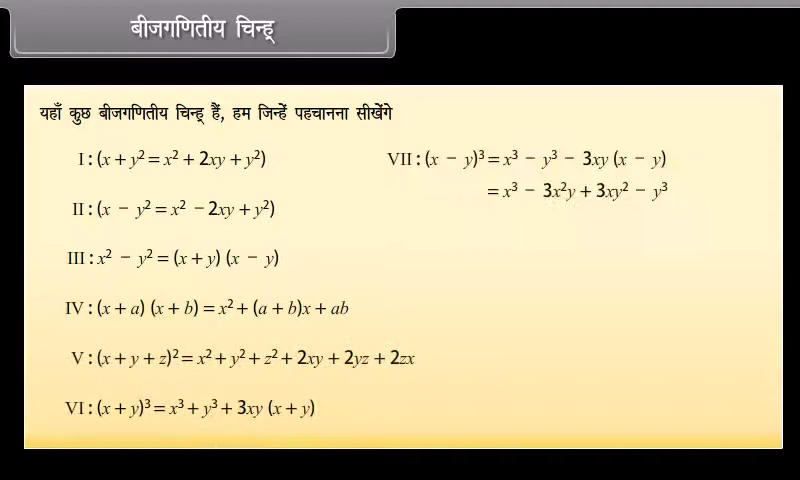 बीजगणितीय चिन्ह्
यहाँ कुछ बीजगणितीय चिन्ह् हैं, हम जिन्हें पहचानना सीखेंगे
I : (x + y² = x² + 2xy + y²)
II : (x − y² = x² − 2xy + y²)
III : x² − y² = (x + y) (x − y)
IV : (x + a) (x + b) = x² + (a + b)x + ab
V : (x + y + z)² = x² + y² + z² + 2xy + 2yz + 2zx
VI : (x + y)³ = x³ + y³ + 3xy (x + y)
VII : (x − y)³ = x³ − y³ − 3xy (x − y)
= x³ − 3x²y + 3xy² − y³